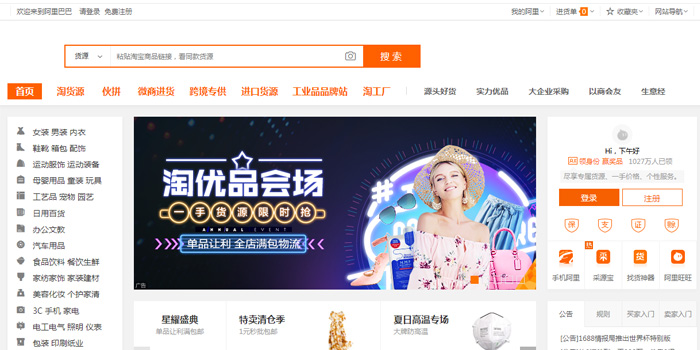 欢迎来到阿里巴巴 请登录 免费注册 我的阿里 进货单 0 收藏夹 网站导航
货源 粘贴淘宝商品链接，看同款货源 搜索
首页 淘货源 伙拼 微商进货 跨境专供 进口货源 工业品品牌站 淘工厂 源头好货 实力优品 大企业采购 以商会友 生意经
女装 男装 内衣
鞋靴 箱包 配饰
运动服饰 运动装备
母婴用品 童装 玩具
工艺品 宠物 园艺
日用百货
办公文教
汽车用品
食品饮料 餐饮生鲜
家纺家饰 家装建材
美容化妆 个护家清
3C 手机 家电
电工电气 照明 仪表
包装 印刷纸业
淘优品会场
一手货源限时抢
ANNUAL EVENT
单品让利 全店满包物流
广告
星耀盛典
单品让利满包邮
特卖清仓季
1元秒批包邮
夏日高温专场
大牌防高温
Hi，下午好
领身份 赢奖品 1027万人已领
尽享专属货源、一手价格、个性服务。
登录 注册
保 支 证 赊
热
手机阿里 采源宝 找货神器 阿里旺旺
公告 规则 买家入门 卖家入门
[公告]1688情报局推出世界杯特别版